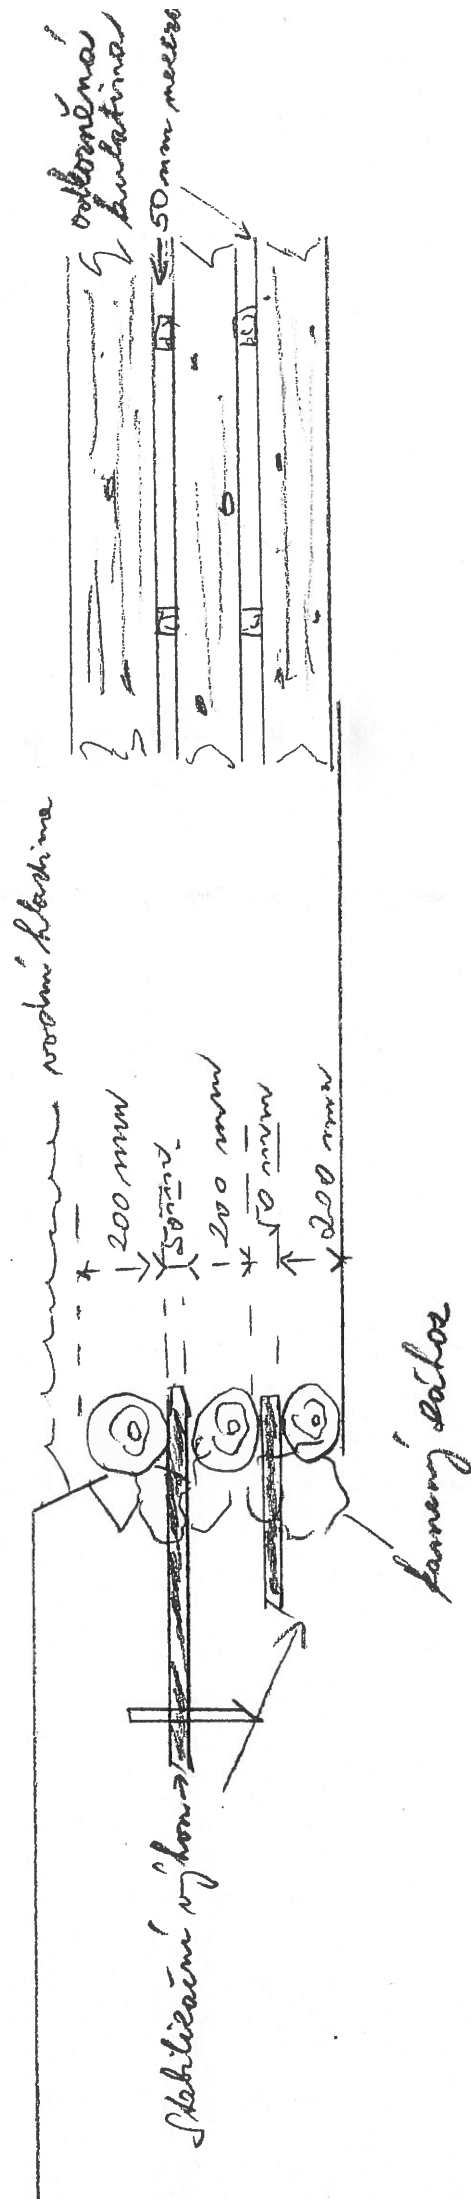 odkorněná
kulatina
50 mm mezera
vodní hladina
200 mm
50 mm
200 mm
50 mm
200 mm
kamenný zához
Stabilizační výhon